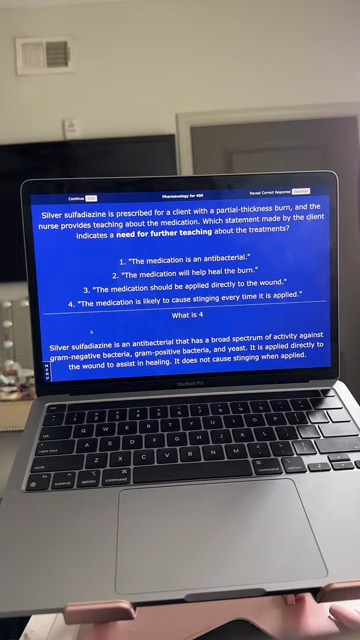 Continue
Pharmacology for 400
Reveal Correct Response
Silver sulfadiazine is prescribed for a client with a partial-thickness burn, and the
nurse provides teaching about the medication. Which statement made by the client
indicates a need for further teaching about the treatments?
1. "The medication is an antibacterial."
2. "The medication will help heal the burn."
3. "The medication should be applied directly to the wound."
4. "The medication is likely to cause stinging every time it is applied."
What is 4
Silver sulfadiazine is an antibacterial that has a broad spectrum of activity against
gram-negative bacteria, gram-positive bacteria, and yeast. It is applied directly to
the wound to assist in healing. It does not cause stinging when applied.
MacBook Pro
Q W E R T Y U I O P
A S D F G H J K L
Z X C V B N M
control option command command option